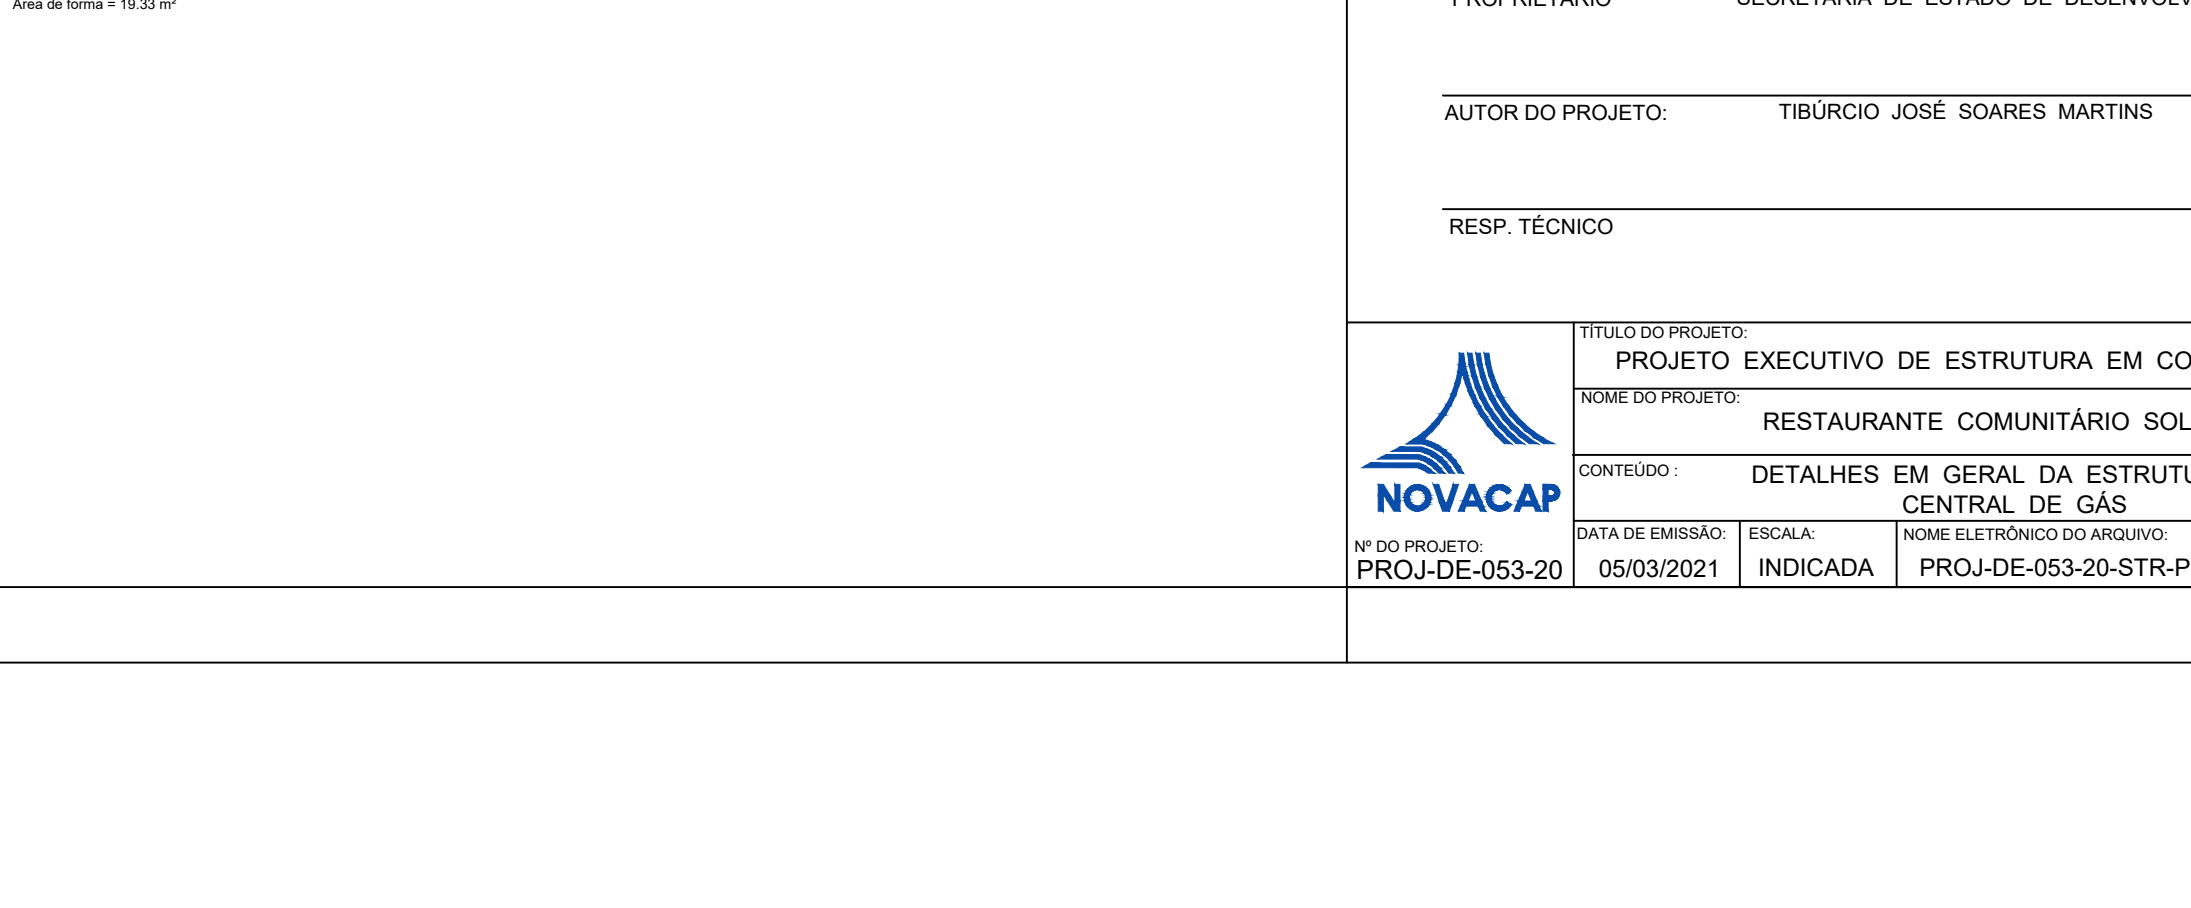 Área de forma = 19.33 m²
PROPRIETÁRIO SECRETARIA DE ESTADO DE
AUTOR DO PROJETO: TIBÚRCIO JOSÉ SOARES MARTINS
RESP. TÉCNICO
TÍTULO DO PROJETO:
PROJETO EXECUTIVO DE ESTRUTURA EM CO
NOME DO PROJETO:
RESTAURANTE COMUNITÁRIO SOL
CONTEÚDO :
DETALHES EM GERAL DA ESTRUTU
CENTRAL DE GÁS
NOVACAP
Nº DO PROJETO:
PROJ-DE-053-20
DATA DE EMISSÃO:
05/03/2021
ESCALA:
INDICADA
NOME ELETRÔNICO DO ARQUIVO:
PROJ-DE-053-20-STR-P